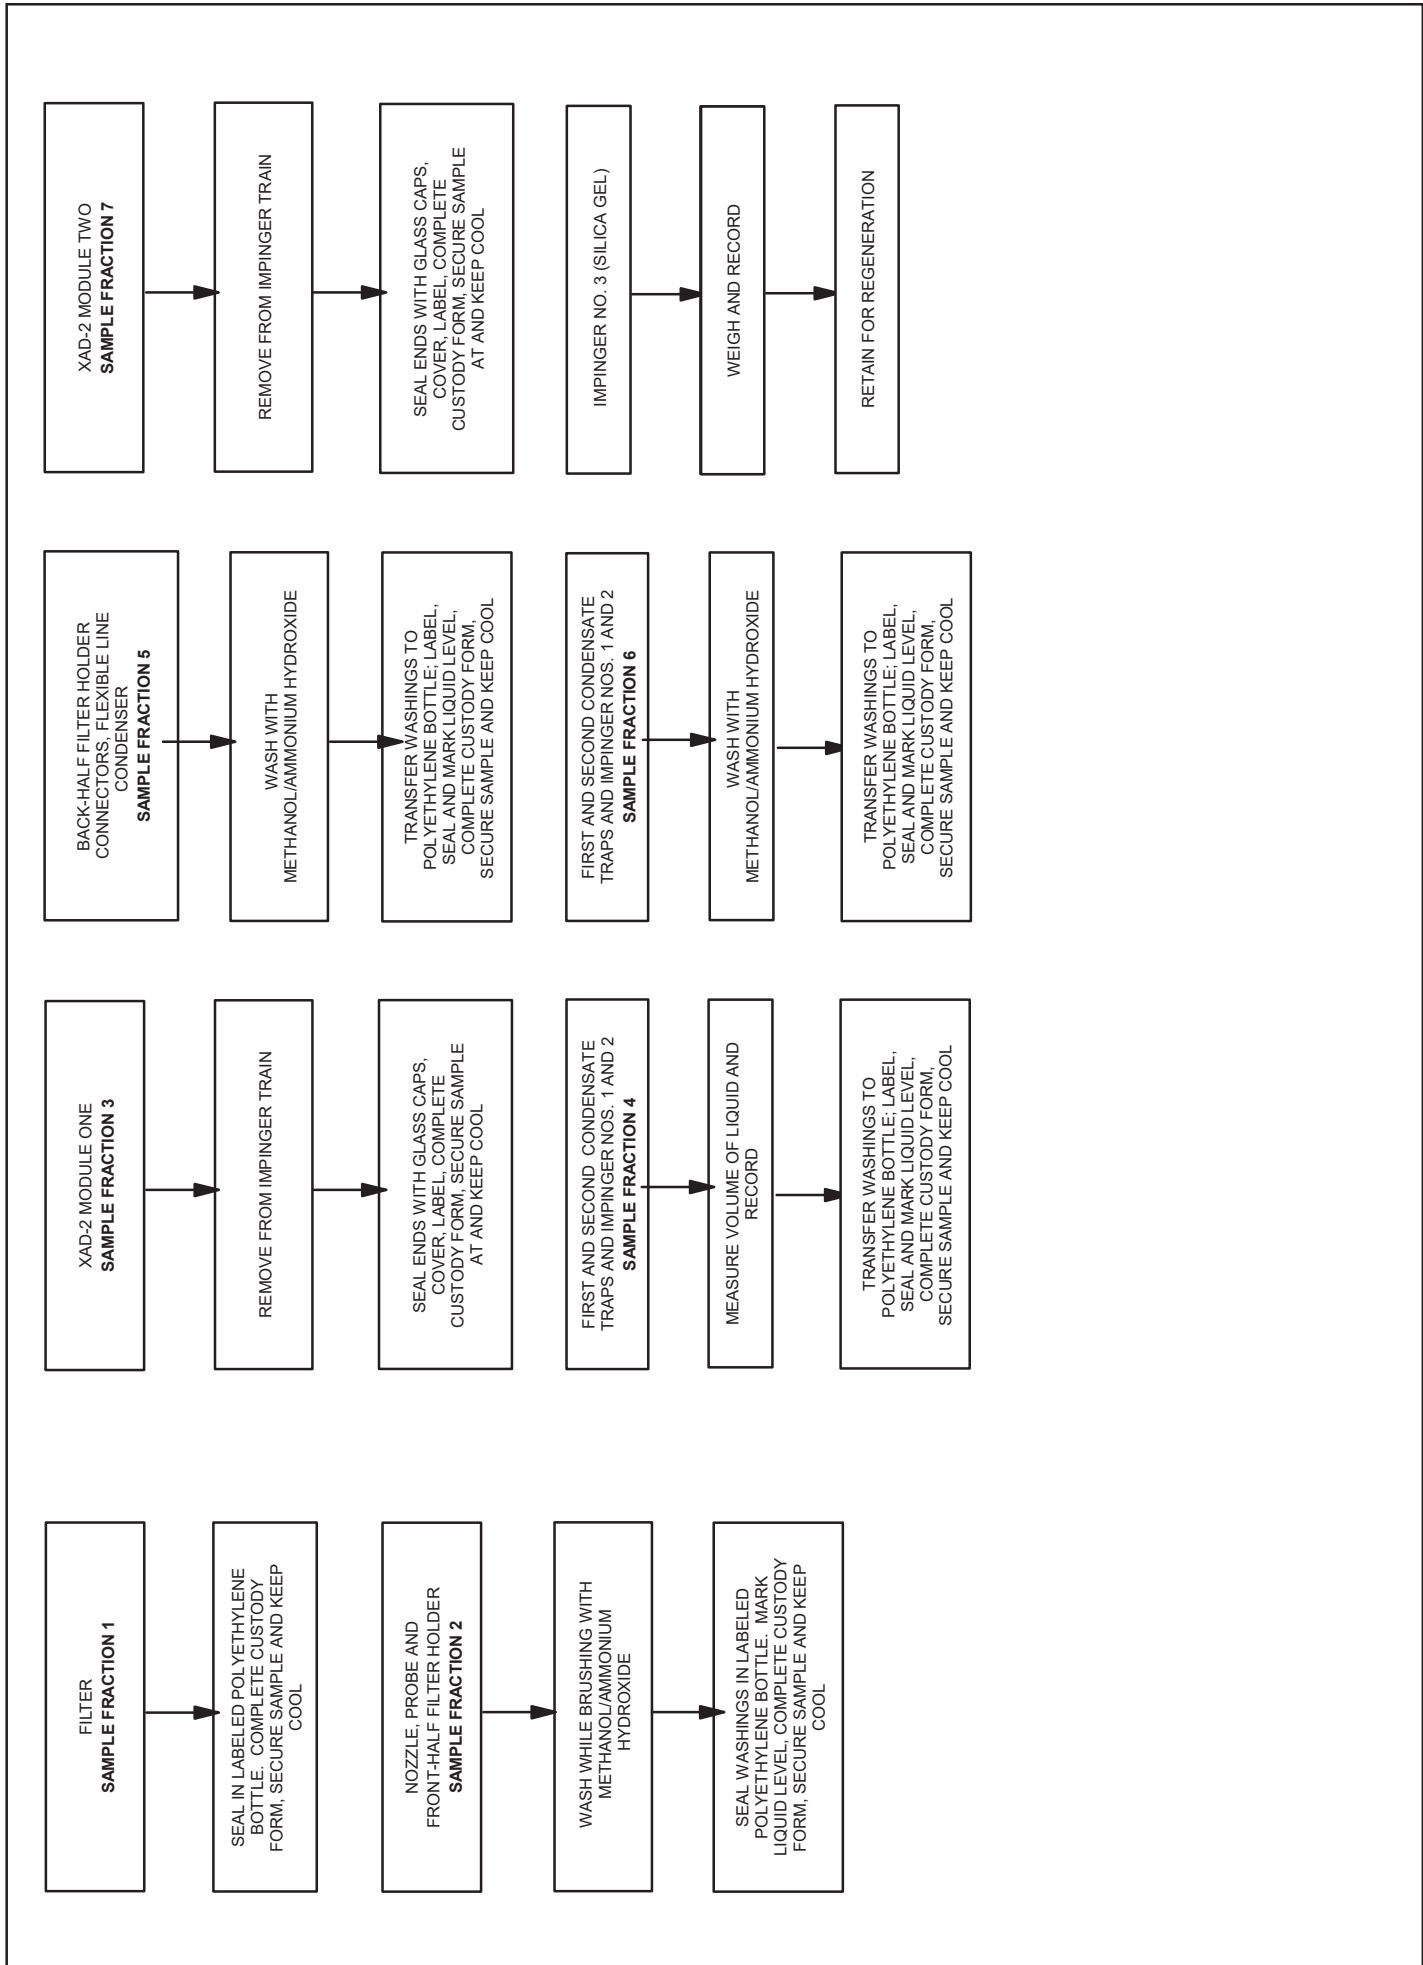 FILTER
SAMPLE FRACTION 1
SEAL IN LABELED POLYETHYLENE
BOTTLE. COMPLETE CUSTODY
FORM, SECURE SAMPLE AND KEEP
COOL
NOZZLE, PROBE AND
FRONT-HALF FILTER HOLDER
SAMPLE FRACTION 2
WASH WHILE BRUSHING WITH
METHANOL/AMMONIUM
HYDROXIDE
SEAL WASHINGS IN LABELED
POLYETHYLENE BOTTLE. MARK
LIQUID LEVEL, COMPLETE CUSTODY
FORM, SECURE SAMPLE AND KEEP
COOL
XAD-2 MODULE ONE
SAMPLE FRACTION 3
REMOVE FROM IMPINGER TRAIN
SEAL ENDS WITH GLASS CAPS,
COVER, LABEL, COMPLETE
CUSTODY FORM, SECURE SAMPLE
AT AND KEEP COOL
FIRST AND SECOND CONDENSATE
TRAPS AND IMPINGER NOS. 1 AND 2
SAMPLE FRACTION 4
MEASURE VOLUME OF LIQUID AND
RECORD
TRANSFER WASHINGS TO
POLYETHYLENE BOTTLE; LABEL,
SEAL AND MARK LIQUID LEVEL,
COMPLETE CUSTODY FORM,
SECURE SAMPLE AND KEEP COOL
BACK-HALF FILTER HOLDER
CONNECTORS, FLEXIBLE LINE
CONDENSER
SAMPLE FRACTION 5
WASH WITH
METHANOL/AMMONIUM HYDROXIDE
TRANSFER WASHINGS TO
POLYETHYLENE BOTTLE; LABEL,
SEAL AND MARK LIQUID LEVEL,
COMPLETE CUSTODY FORM,
SECURE SAMPLE AND KEEP COOL
FIRST AND SECOND CONDENSATE
TRAPS AND IMPINGER NOS. 1 AND 2
SAMPLE FRACTION 6
WASH WITH
METHANOL/AMMONIUM HYDROXIDE
TRANSFER WASHINGS TO
POLYETHYLENE BOTTLE; LABEL,
SEAL AND MARK LIQUID LEVEL,
COMPLETE CUSTODY FORM,
SECURE SAMPLE AND KEEP COOL
XAD-2 MODULE TWO
SAMPLE FRACTION 7
REMOVE FROM IMPINGER TRAIN
SEAL ENDS WITH GLASS CAPS,
COVER, LABEL, COMPLETE
CUSTODY FORM, SECURE SAMPLE
AT AND KEEP COOL
IMPINGER NO. 3 (SILICA GEL)
WEIGH AND RECORD
RETAIN FOR REGENERATION